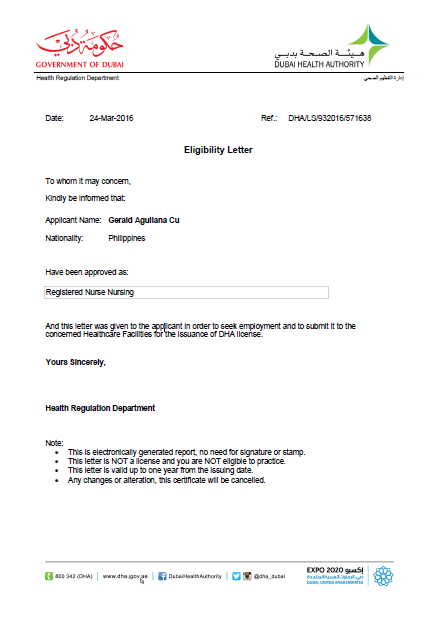 حكومة دبي
GOVERNMENT OF DUBAI
هيئة الصحة بدبي
DUBAI HEALTH AUTHORITY
Health Regulation Department
إدارة التنظيم الصحي
Date: 24-Mar-2016 Ref.: DHA/LS/932016/571638
Eligibility Letter
To whom it may concern,
Kindly be informed that:
Applicant Name: Gerald Aguliana Cu
Nationality: Philippines
Have been approved as:
Registered Nurse Nursing
And this letter was given to the applicant in order to seek employment and to submit it to the
concerned Healthcare Facilities for the issuance of DHA license.
Yours Sincerely,
Health Regulation Department
Note:
• This is electronically generated report, no need for signature or stamp.
• This letter is NOT a license and you are NOT eligible to practice.
• This letter is valid up to one year from the issuing date.
• Any changes or alteration, this certificate will be cancelled.
800 342 (DHA) | www.dha.gov.ae | DubaiHealthAuthority | @dha_dubai
EXPO 2020 إكسبو
دبي، الإمارات العربية المتحدة
DUBAI, UNITED ARAB EMIRATES